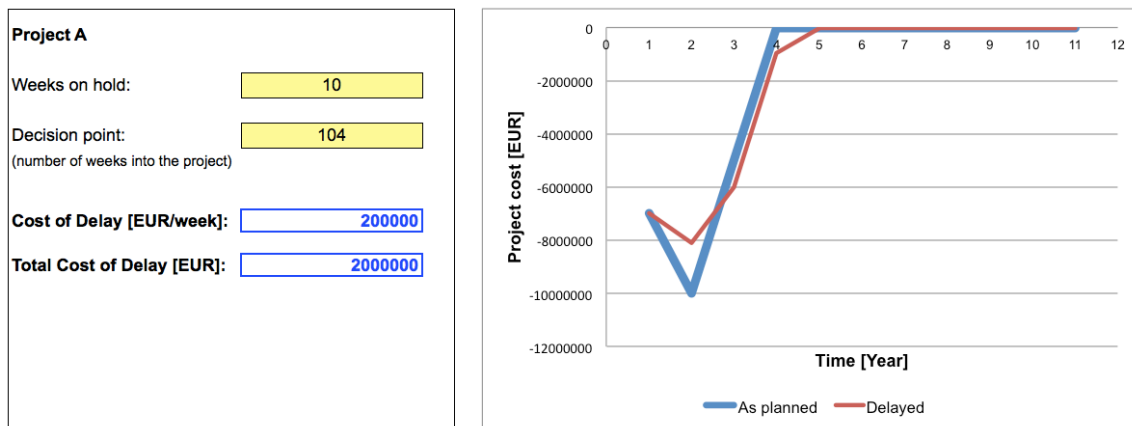 Project A
Weeks on hold: 10
Decision point: 104
(number of weeks into the project)
Cost of Delay [EUR/week]: 200000
Total Cost of Delay [EUR]: 2000000
Project cost [EUR]
0
-2000000
-4000000
-6000000
-8000000
-10000000
-12000000
0 1 2 3 4 5 6 7 8 9 10 11 12
Time [Year]
As planned Delayed